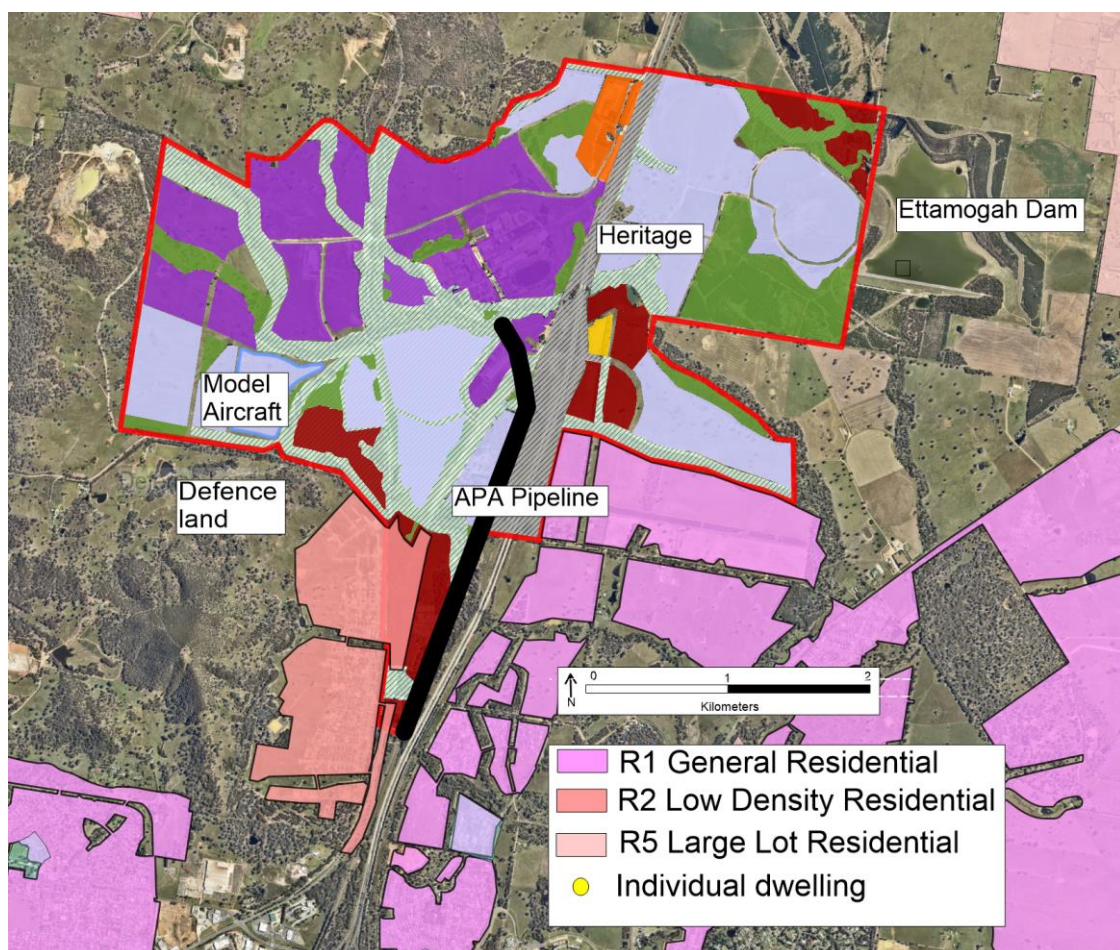 Ettamogah Dam
Heritage
Model
Aircraft
Defence
land
APA Pipeline
0 1 2
N
Kilometers
R1 General Residential
R2 Low Density Residential
R5 Large Lot Residential
Individual dwelling